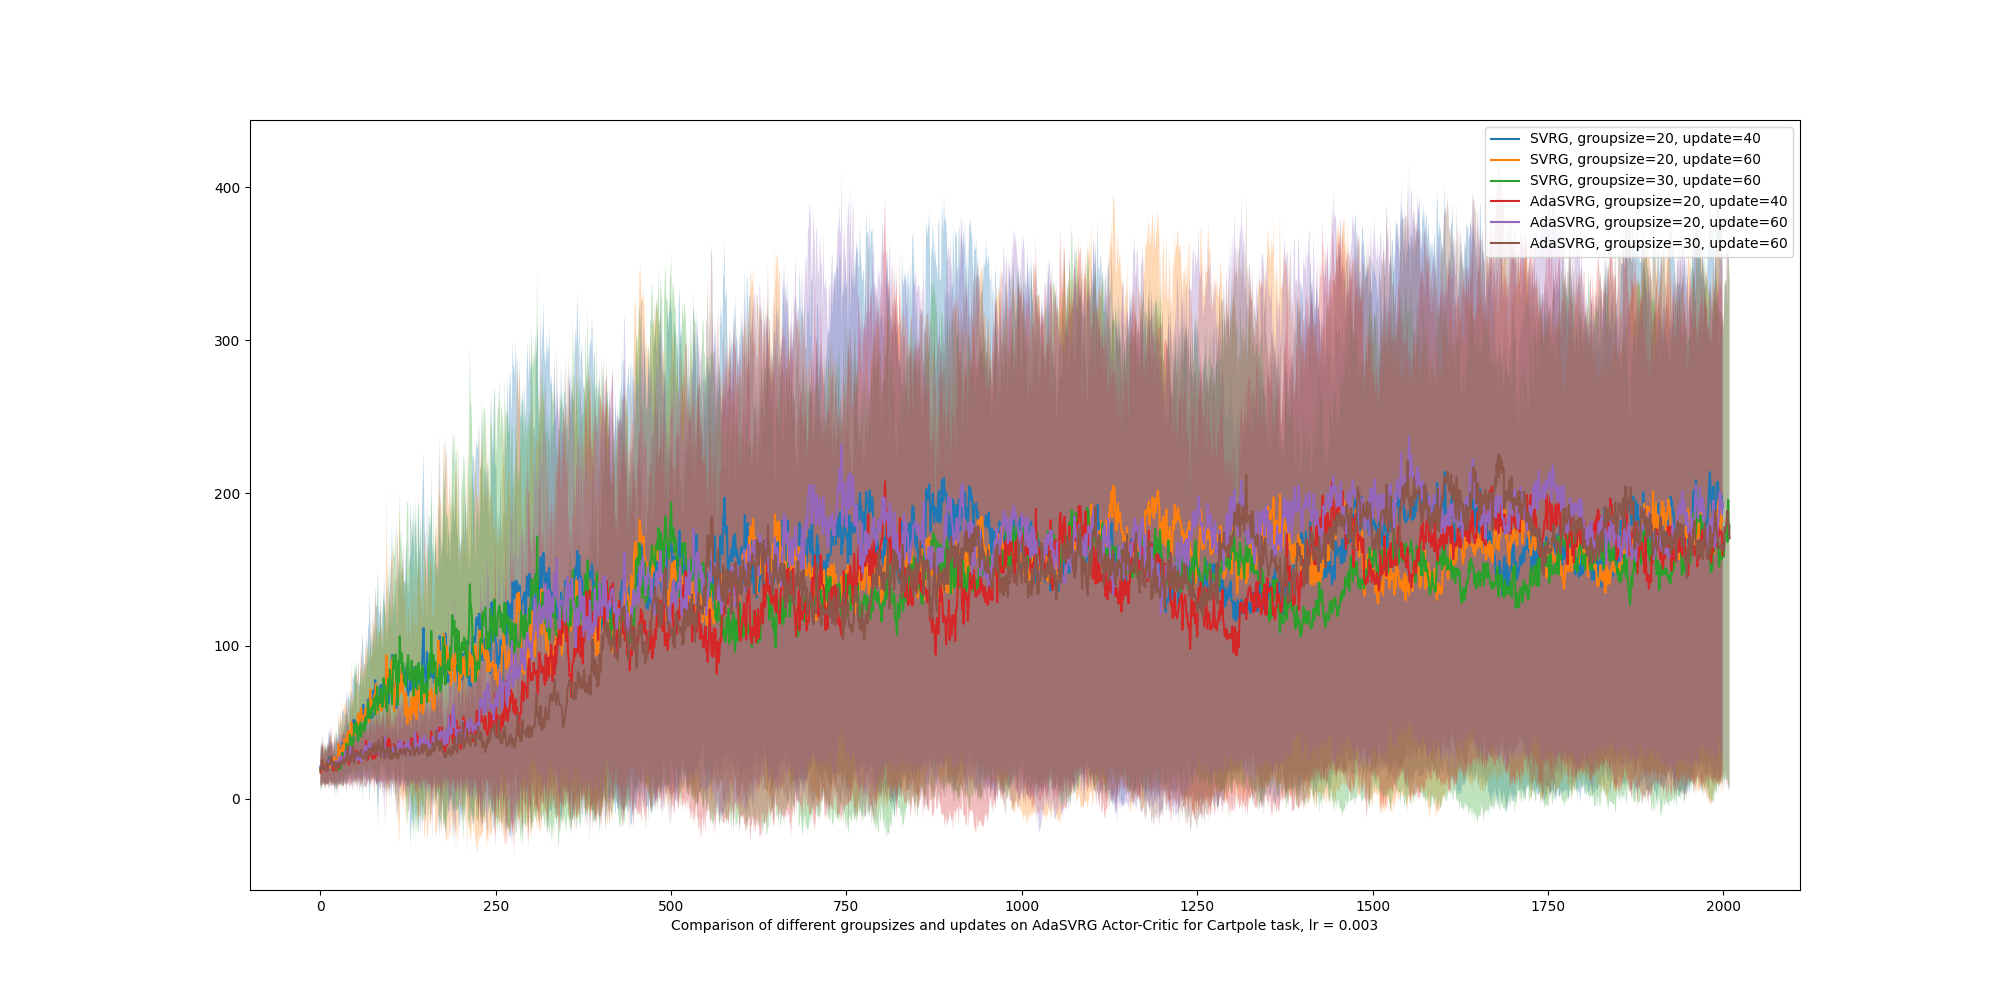 SVRG, groupsize=20, update=40
SVRG, groupsize=20, update=60
SVRG, groupsize=30, update=60
AdaSVRG, groupsize=20, update=40
AdaSVRG, groupsize=20, update=60
AdaSVRG, groupsize=30, update=60
400
300
200
100
0
0 250 500 750 1000 1250 1500 1750 2000
Comparison of different groupsizes and updates on AdaSVRG Actor-Critic for Cartpole task, lr = 0.003